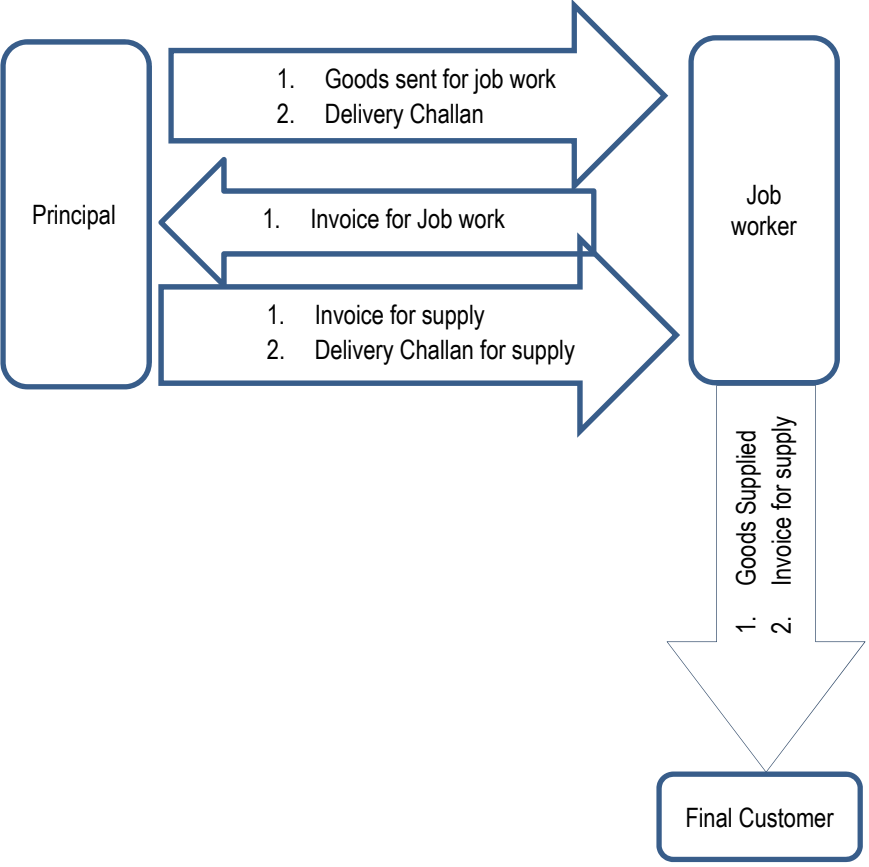 Principal
1. Goods sent for job work
2. Delivery Challan
1. Invoice for Job work
1. Invoice for supply
2. Delivery Challan for supply
Job
worker
1. Goods Supplied
2. Invoice for supply
Final Customer